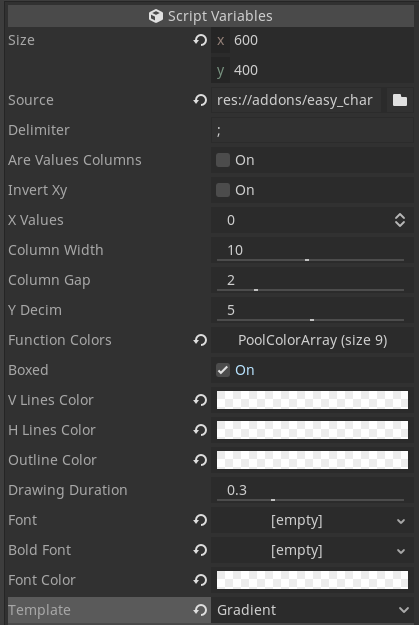 Script Variables
Size x 600
y 400
Source res://addons/easy_char
Delimiter ;
Are Values Columns On
Invert Xy On
X Values 0
Column Width 10
Column Gap 2
Y Decim 5
Function Colors PoolColorArray (size 9)
Boxed On
V Lines Color
H Lines Color
Outline Color
Drawing Duration 0.3
Font [empty]
Bold Font [empty]
Font Color
Template Gradient